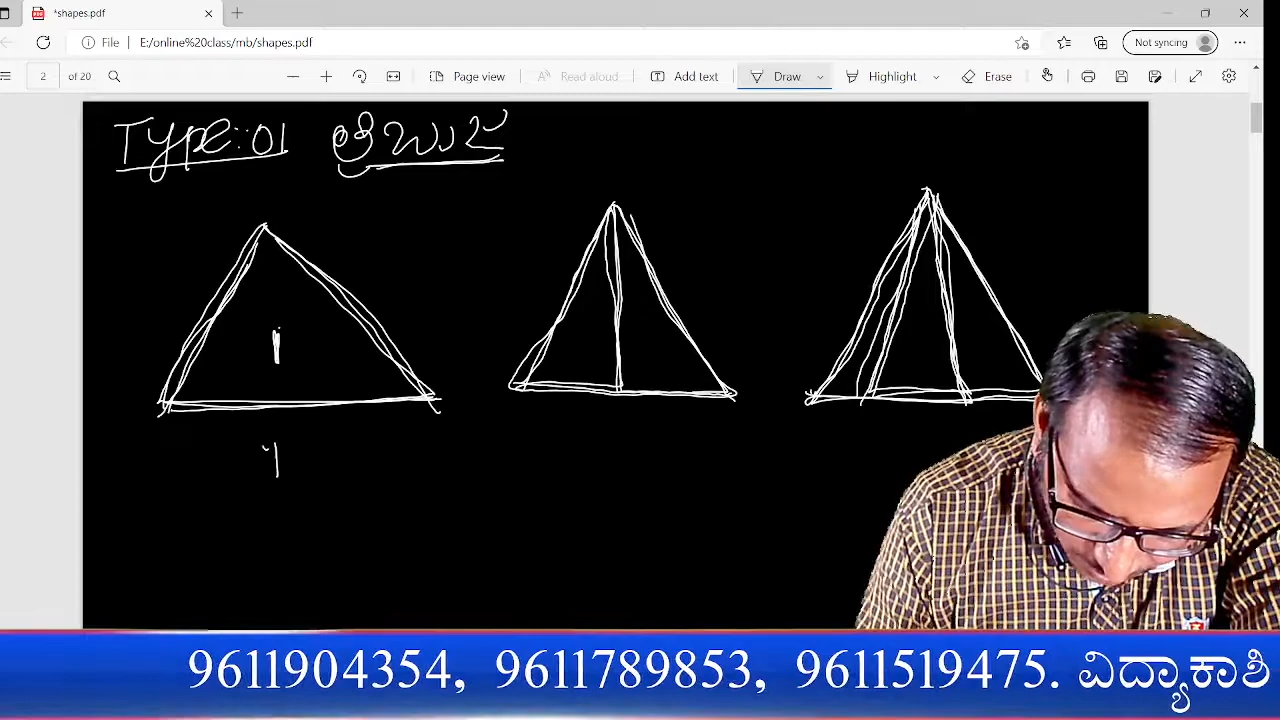 *shapes.pdf
File E:/online%20class/mb/shapes.pdf Not syncing
2 of 20 Page view Read aloud Add text Draw Highlight Erase
Type:01 ತ್ರಿಭುಜ
1
1
9611904354, 9611789853, 9611519475. ವಿದ್ಯಾಕಾಶಿ